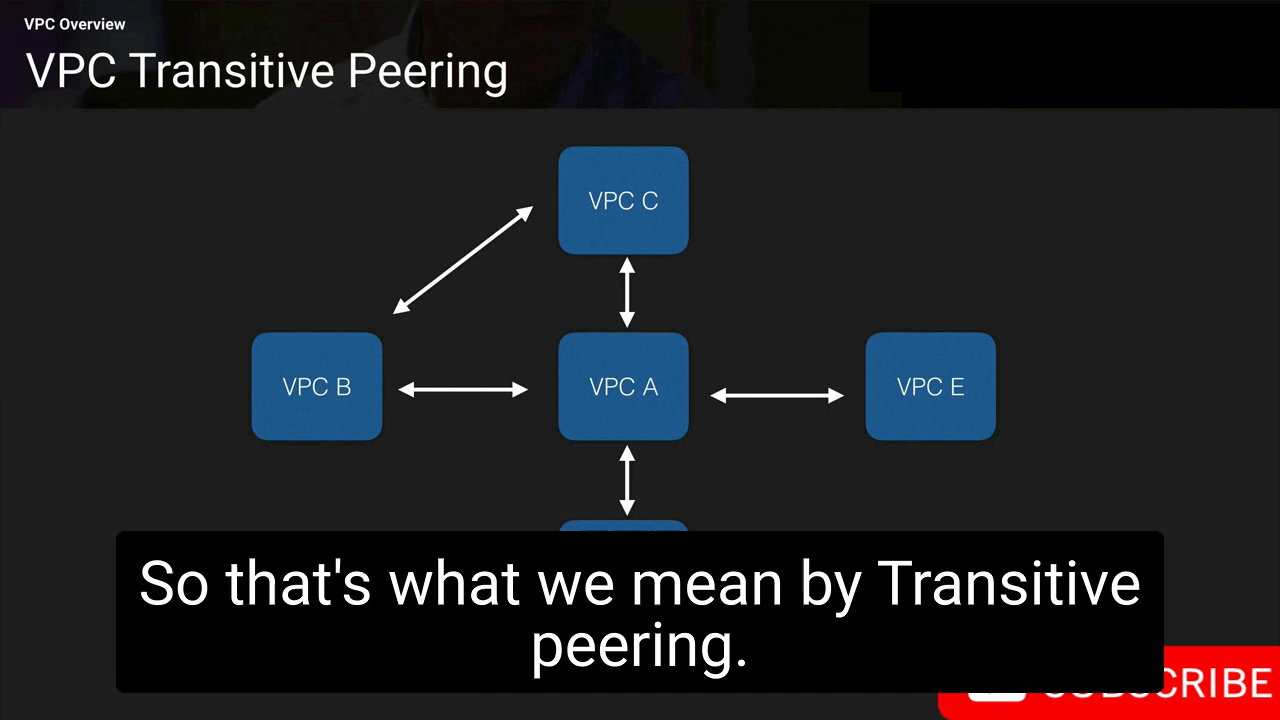 VPC Overview
VPC Transitive Peering
VPC C
VPC B
VPC A
VPC E
So that's what we mean by Transitive
peering.